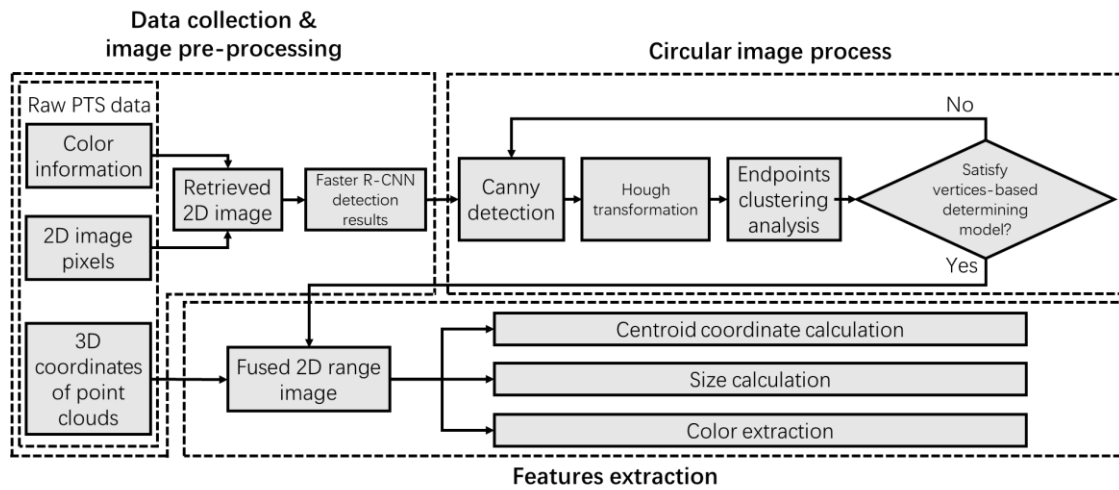 Data collection &
image pre-processing
Circular image process
Raw PTS data
Color
information
2D image
pixels
3D
coordinates
of point
clouds
Retrieved
2D image
Faster R-CNN
detection
results
Canny
detection
Hough
transformation
Endpoints
clustering
analysis
Satisfy
vertices-based
determining
model?
No
Yes
Fused 2D range
image
Centroid coordinate calculation
Size calculation
Color extraction
Features extraction